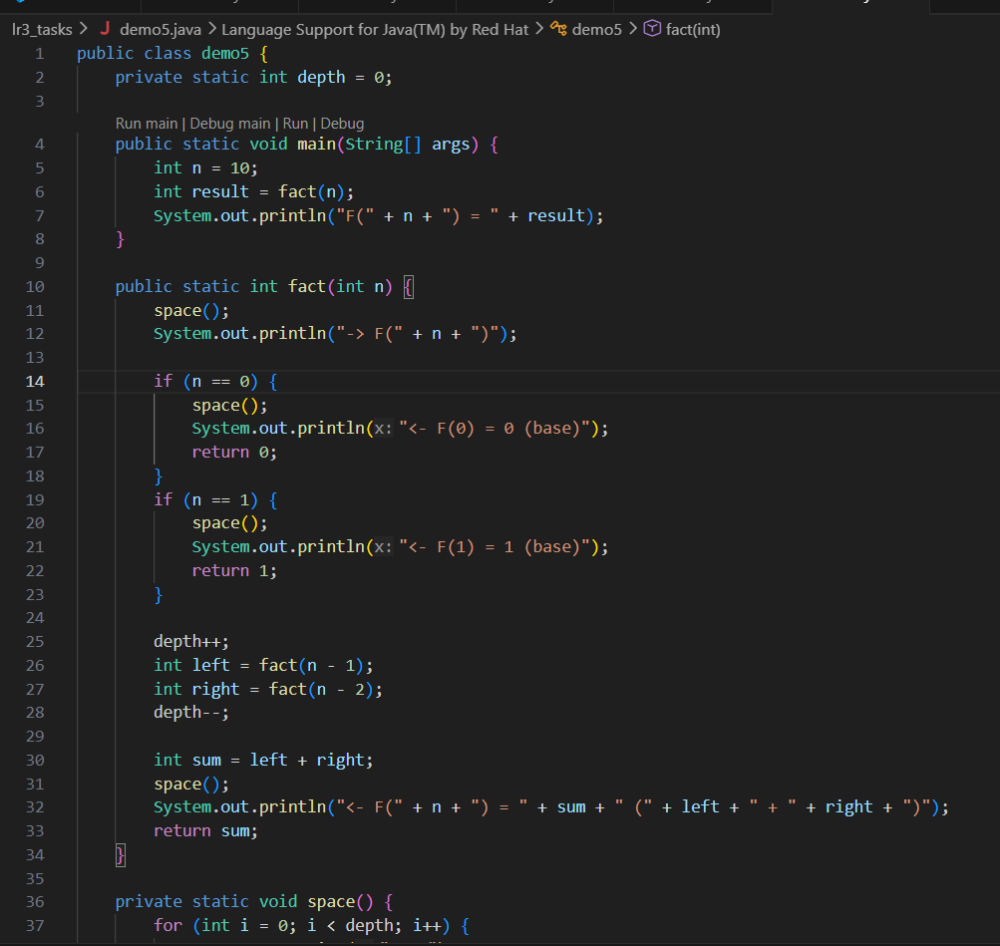 lr3_tasks > J demo5.java > Language Support for Java(TM) by Red Hat > demo5 > fact(int)
1 public class demo5 {
2     private static int depth = 0;
3
Run main | Debug main | Run | Debug
4     public static void main(String[] args) {
5         int n = 10;
6         int result = fact(n);
7         System.out.println("F(" + n + ") = " + result);
8     }
9
10     public static int fact(int n) {
11         space();
12         System.out.println("-> F(" + n + ")");
13
14         if (n == 0) {
15             space();
16             System.out.println(x: "<- F(0) = 0 (base)");
17             return 0;
18         }
19         if (n == 1) {
20             space();
21             System.out.println(x: "<- F(1) = 1 (base)");
22             return 1;
23         }
24
25         depth++;
26         int left = fact(n - 1);
27         int right = fact(n - 2);
28         depth--;
29
30         int sum = left + right;
31         space();
32         System.out.println("<- F(" + n + ") = " + sum + " (" + left + " + " + right + ")");
33         return sum;
34     }
35
36     private static void space() {
37         for (int i = 0; i < depth; i++) {